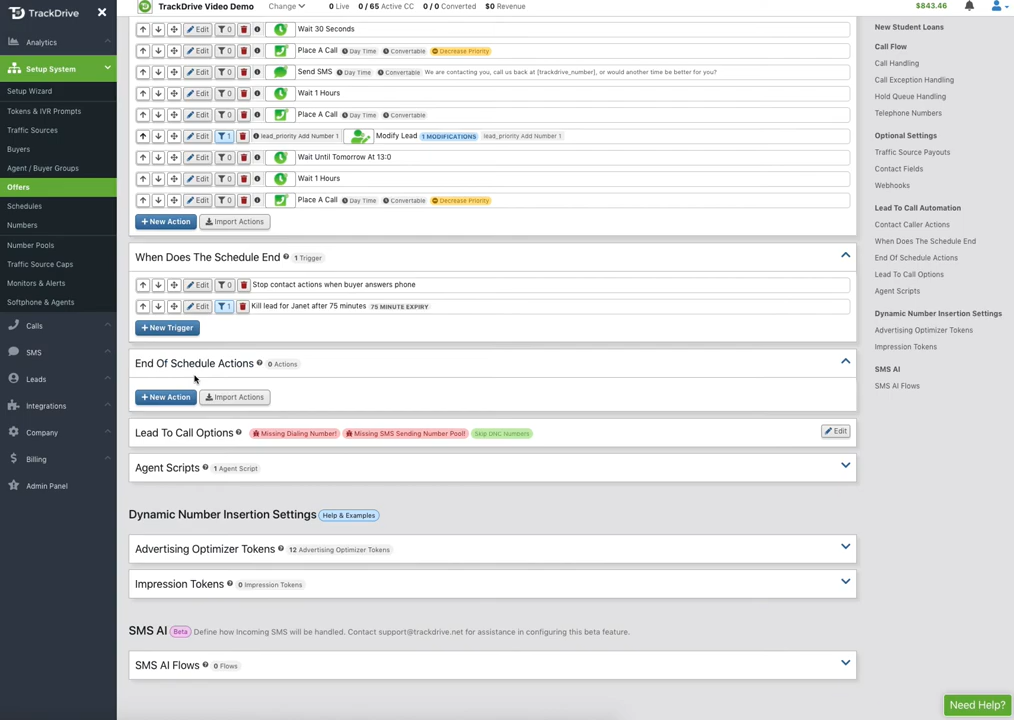 TrackDrive
Analytics
Setup System
Setup Wizard
Tokens & IVR Prompts
Traffic Sources
Buyers
Agent / Buyer Groups
Offers
Schedules
Numbers
Number Pools
Traffic Source Caps
Monitors & Alerts
Softphone & Agents
Calls
SMS
Leads
Integrations
Company
Billing
Admin Panel
TrackDrive Video Demo Change 0 Live 0 / 65 Active CC 0 / 0 Converted $0 Revenue $843.46
Edit 0 Wait 30 Seconds
Edit 0 Place A Call Day Time Convertable Decrease Priority
Edit 0 Send SMS Day Time Convertable We are contacting you, call us back at [trackdrive_number], or would another time be better for you?
Edit 0 Wait 1 Hours
Edit 0 Place A Call Day Time Convertable
Edit 1 lead_priority Add Number 1 Modify Lead 1 MODIFICATIONS lead_priority Add Number 1
Edit 0 Wait Until Tomorrow At 13:0
Edit 0 Wait 1 Hours
Edit 0 Place A Call Day Time Convertable Decrease Priority
+ New Action Import Actions
When Does The Schedule End 1 Trigger
Edit 0 Stop contact actions when buyer answers phone
Edit 1 Kill lead for Janet after 75 minutes 75 MINUTE EXPIRY
+ New Trigger
End Of Schedule Actions 0 Actions
+ New Action Import Actions
Lead To Call Options Missing Dialing Number! Missing SMS Sending Number Pool! Skip DNC Numbers Edit
Agent Scripts 1 Agent Script
Dynamic Number Insertion Settings Help & Examples
Advertising Optimizer Tokens 12 Advertising Optimizer Tokens
Impression Tokens 0 Impression Tokens
SMS AI Beta Define how Incoming SMS will be handled. Contact support@trackdrive.net for assistance in configuring this beta feature.
SMS AI Flows 0 Flows
New Student Loans
Call Flow
Call Handling
Call Exception Handling
Hold Queue Handling
Telephone Numbers
Optional Settings
Traffic Source Payouts
Contact Fields
Webhooks
Lead To Call Automation
Contact Caller Actions
When Does The Schedule End
End Of Schedule Actions
Lead To Call Options
Agent Scripts
Dynamic Number Insertion Settings
Advertising Optimizer Tokens
Impression Tokens
SMS AI
SMS AI Flows
Need Help?